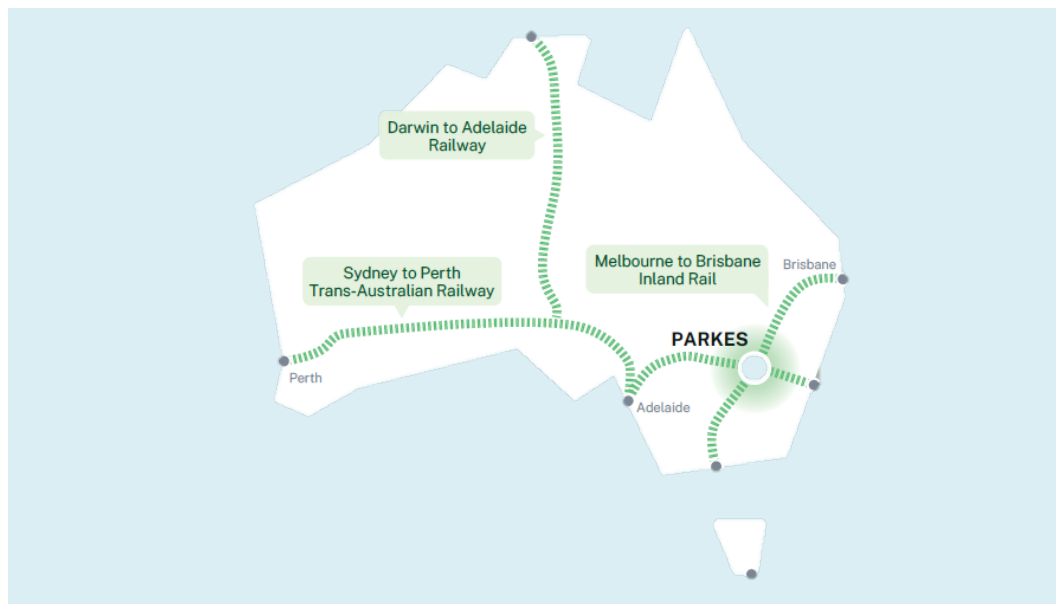 Darwin to Adelaide
Railway
Sydney to Perth
Trans-Australian Railway
Melbourne to Brisbane
Inland Rail
Brisbane
PARKES
Perth
Adelaide